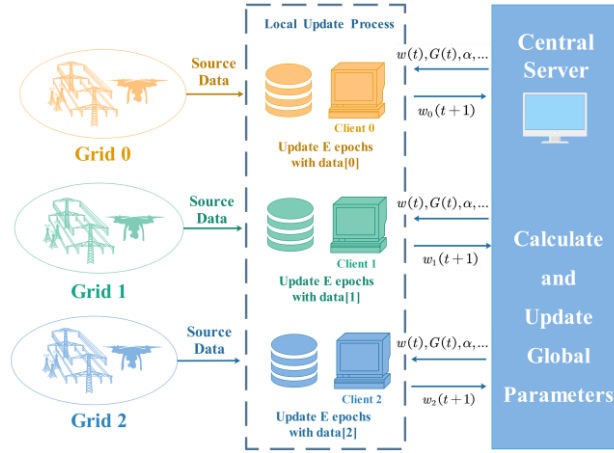 Local Update Process
Source
Data
Grid 0
Client 0
Update E epochs
with data[0]
w(t), G(t), α, ...
w₀(t+1)
Source
Data
Grid 1
Client 1
Update E epochs
with data[1]
w(t), G(t), α, ...
w₁(t+1)
Source
Data
Grid 2
Client 2
Update E epochs
with data[2]
w(t), G(t), α, ...
w₂(t+1)
Central
Server
Calculate
and
Update
Global
Parameters